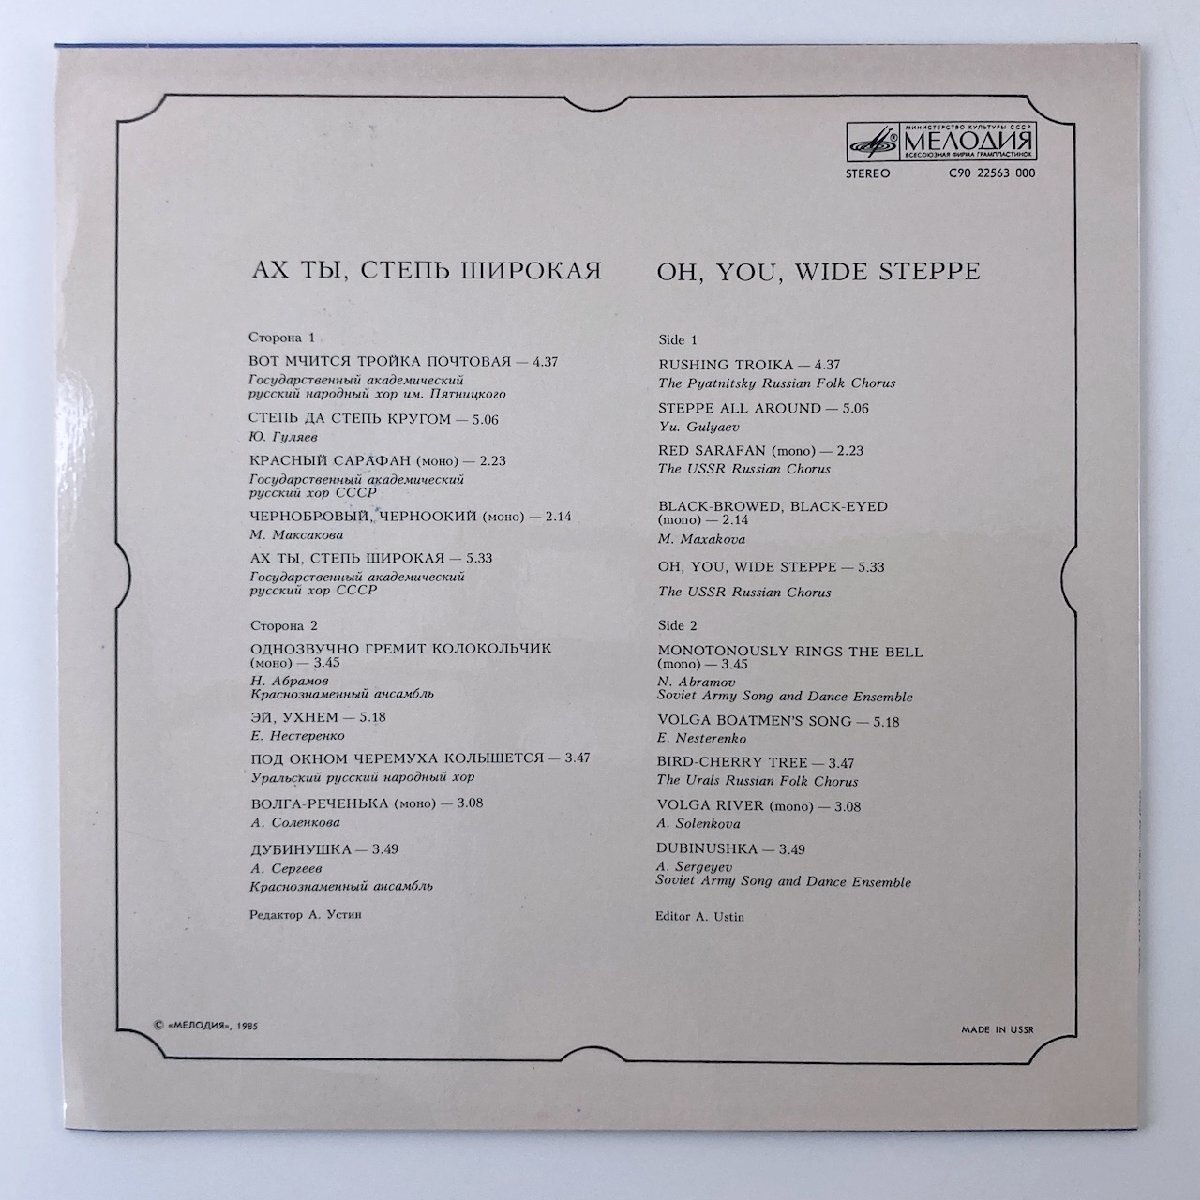 МИНИСТЕРСТВО КУЛЬТУРЫ СССР
МЕЛОДИЯ
ВСЕСОЮЗНАЯ ФИРМА ГРАМПЛАСТИНОК
STEREO C90 22563 000
АХ ТЫ, СТЕПЬ ШИРОКАЯ
Сторона 1
ВОТ МЧИТСЯ ТРОЙКА ПОЧТОВАЯ — 4.37
Государственный академический
русский народный хор им. Пятницкого
СТЕПЬ ДА СТЕПЬ КРУГОМ — 5.06
Ю. Гуляев
КРАСНЫЙ САРАФАН (моно) — 2.23
Государственный академический
русский хор СССР
ЧЕРНОБРОВЫЙ, ЧЕРНООКИЙ (моно) — 2.14
М. Максакова
АХ ТЫ, СТЕПЬ ШИРОКАЯ — 5.33
Государственный академический
русский хор СССР
Сторона 2
ОДНОЗВУЧНО ГРЕМИТ КОЛОКОЛЬЧИК
(моно) — 3.45
Н. Абрамов
Краснознаменный ансамбль
ЭЙ, УХНЕМ — 5.18
Е. Нестеренко
ПОД ОКНОМ ЧЕРЕМУХА КОЛЫШЕТСЯ — 3.47
Уральский русский народный хор
ВОЛГА-РЕЧЕНЬКА (моно) — 3.08
А. Соленкова
ДУБИНУШКА — 3.49
А. Сергеев
Краснознаменный ансамбль
Редактор А. Устин
OH, YOU, WIDE STEPPE
Side 1
RUSHING TROIKA — 4.37
The Pyatnitsky Russian Folk Chorus
STEPPE ALL AROUND — 5.06
Yu. Gulyaev
RED SARAFAN (mono) — 2.23
The USSR Russian Chorus
BLACK-BROWED, BLACK-EYED
(mono) — 2.14
M. Maxakova
OH, YOU, WIDE STEPPE — 5.33
The USSR Russian Chorus
Side 2
MONOTONOUSLY RINGS THE BELL
(mono) — 3.45
N. Abramov
Soviet Army Song and Dance Ensemble
VOLGA BOATMEN'S SONG — 5.18
E. Nesterenko
BIRD-CHERRY TREE — 3.47
The Urals Russian Folk Chorus
VOLGA RIVER (mono) — 3.08
A. Solenkova
DUBINUSHKA — 3.49
A. Sergeyev
Soviet Army Song and Dance Ensemble
Editor A. Ustin
© «МЕЛОДИЯ», 1985
MADE IN USSR